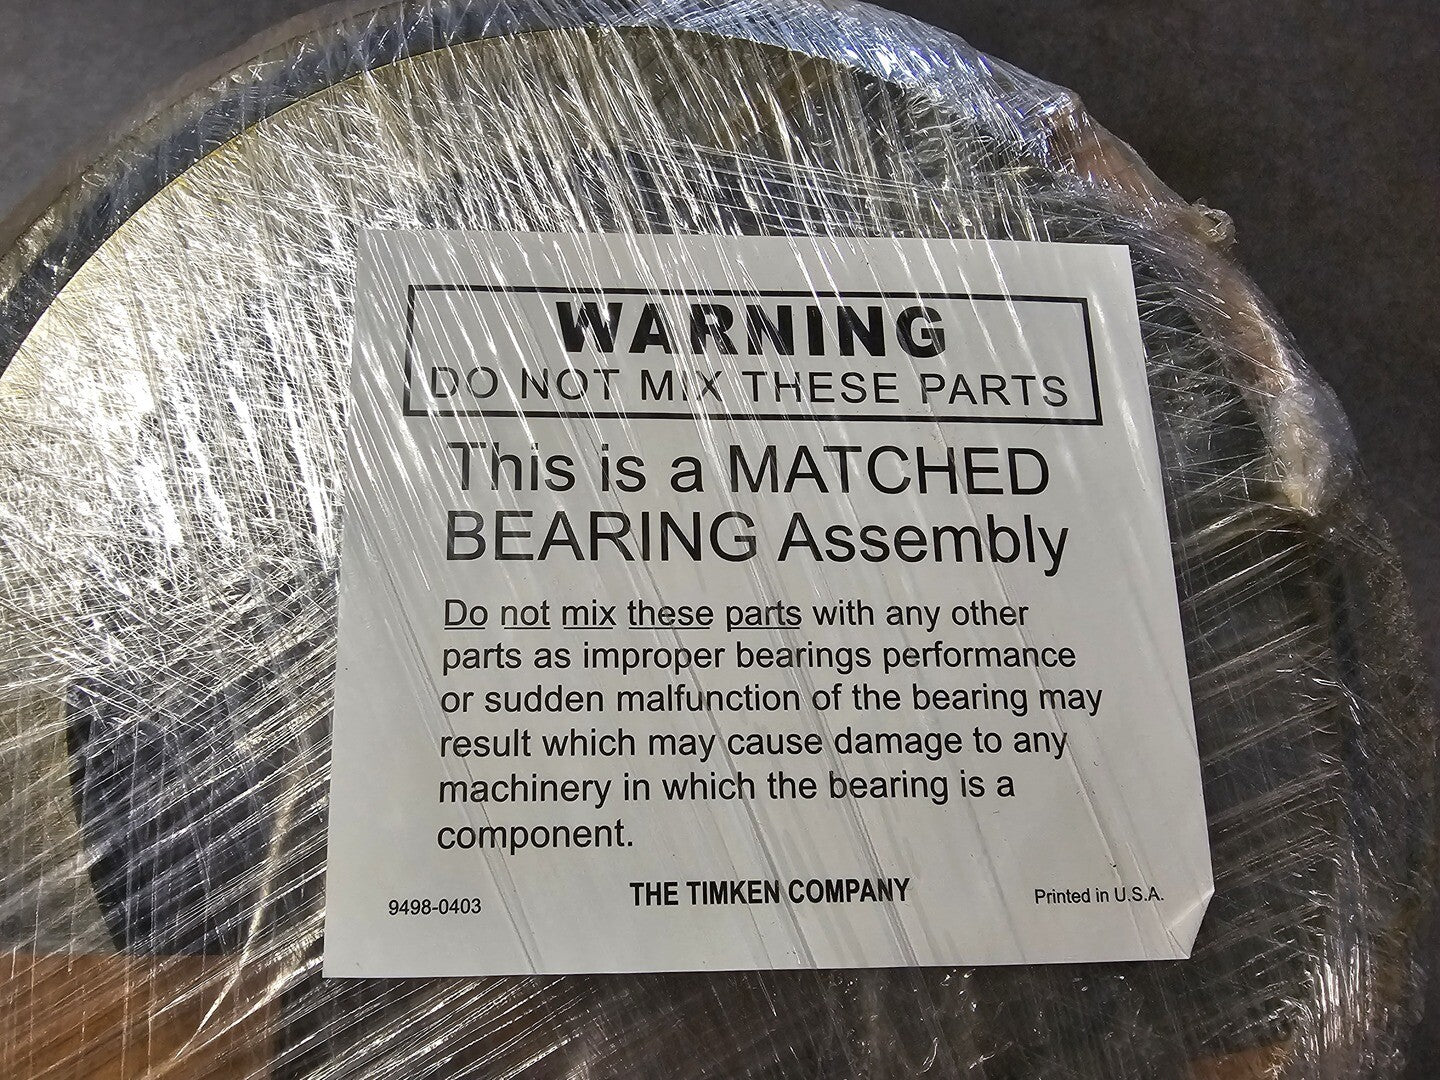 WARNING
DO NOT MIX THESE PARTS
This is a MATCHED
BEARING Assembly
Do not mix these parts with any other
parts as improper bearings performance
or sudden malfunction of the bearing may
result which may cause damage to any
machinery in which the bearing is a
component.
9498-0403 THE TIMKEN COMPANY Printed in U.S.A.